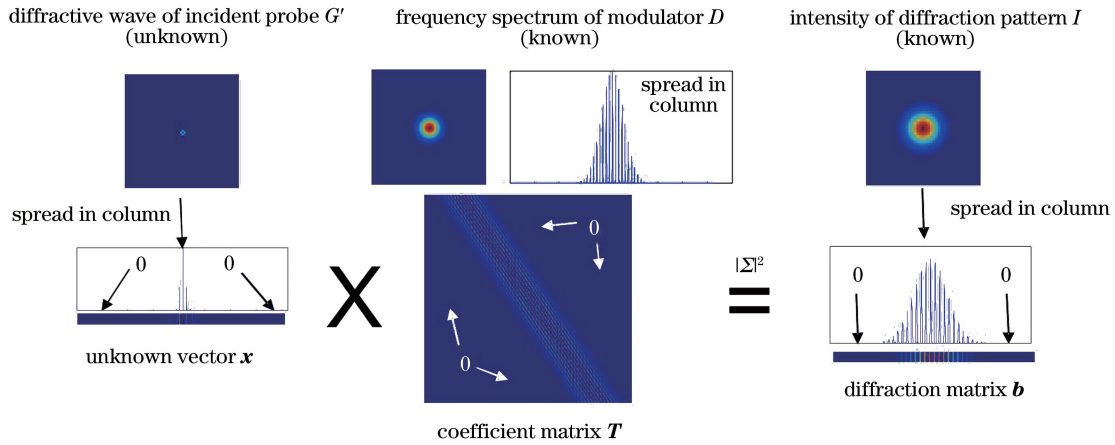 diffractive wave of incident probe G′
(unknown)
frequency spectrum of modulator D
(known)
intensity of diffraction pattern I
(known)
spread in
column
spread in column
spread in column
0
0
0
0
X
|Σ|²
=
0
0
unknown vector x
coefficient matrix T
diffraction matrix b